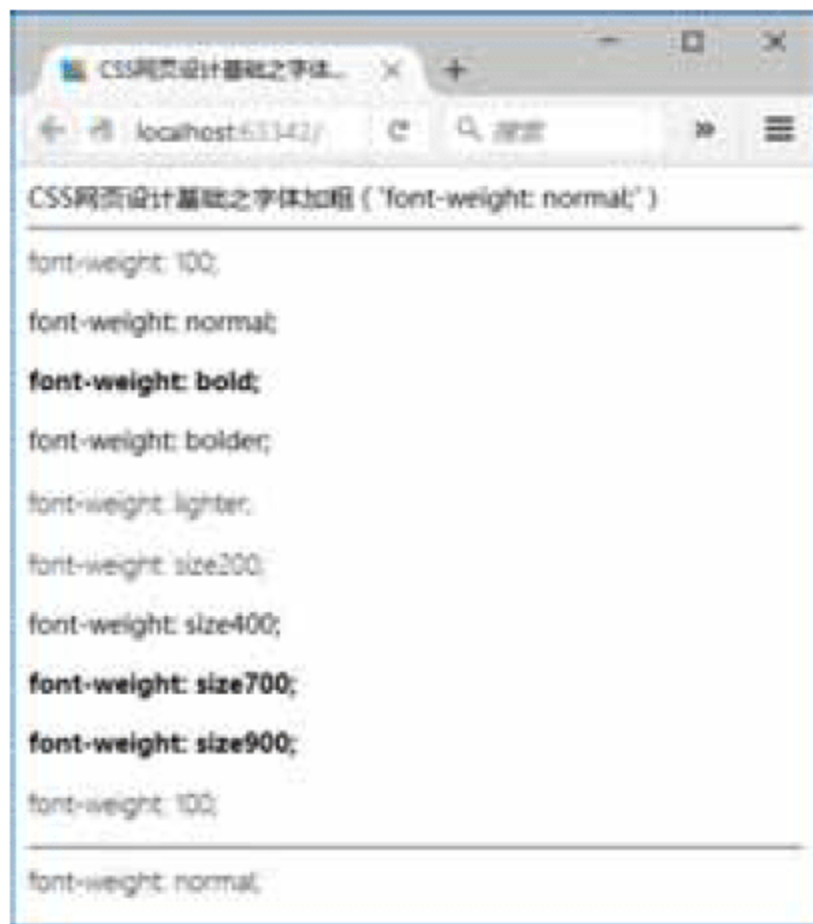 CSS网页设计基础之字体...
localhost:63342/
搜索
CSS网页设计基础之字体加粗 ( 'font-weight: normal;' )
font-weight: 100;
font-weight: normal;
font-weight: bold;
font-weight: bolder;
font-weight: lighter;
font-weight: size200;
font-weight: size400;
font-weight: size700;
font-weight: size900;
font-weight: 100;
font-weight: normal;